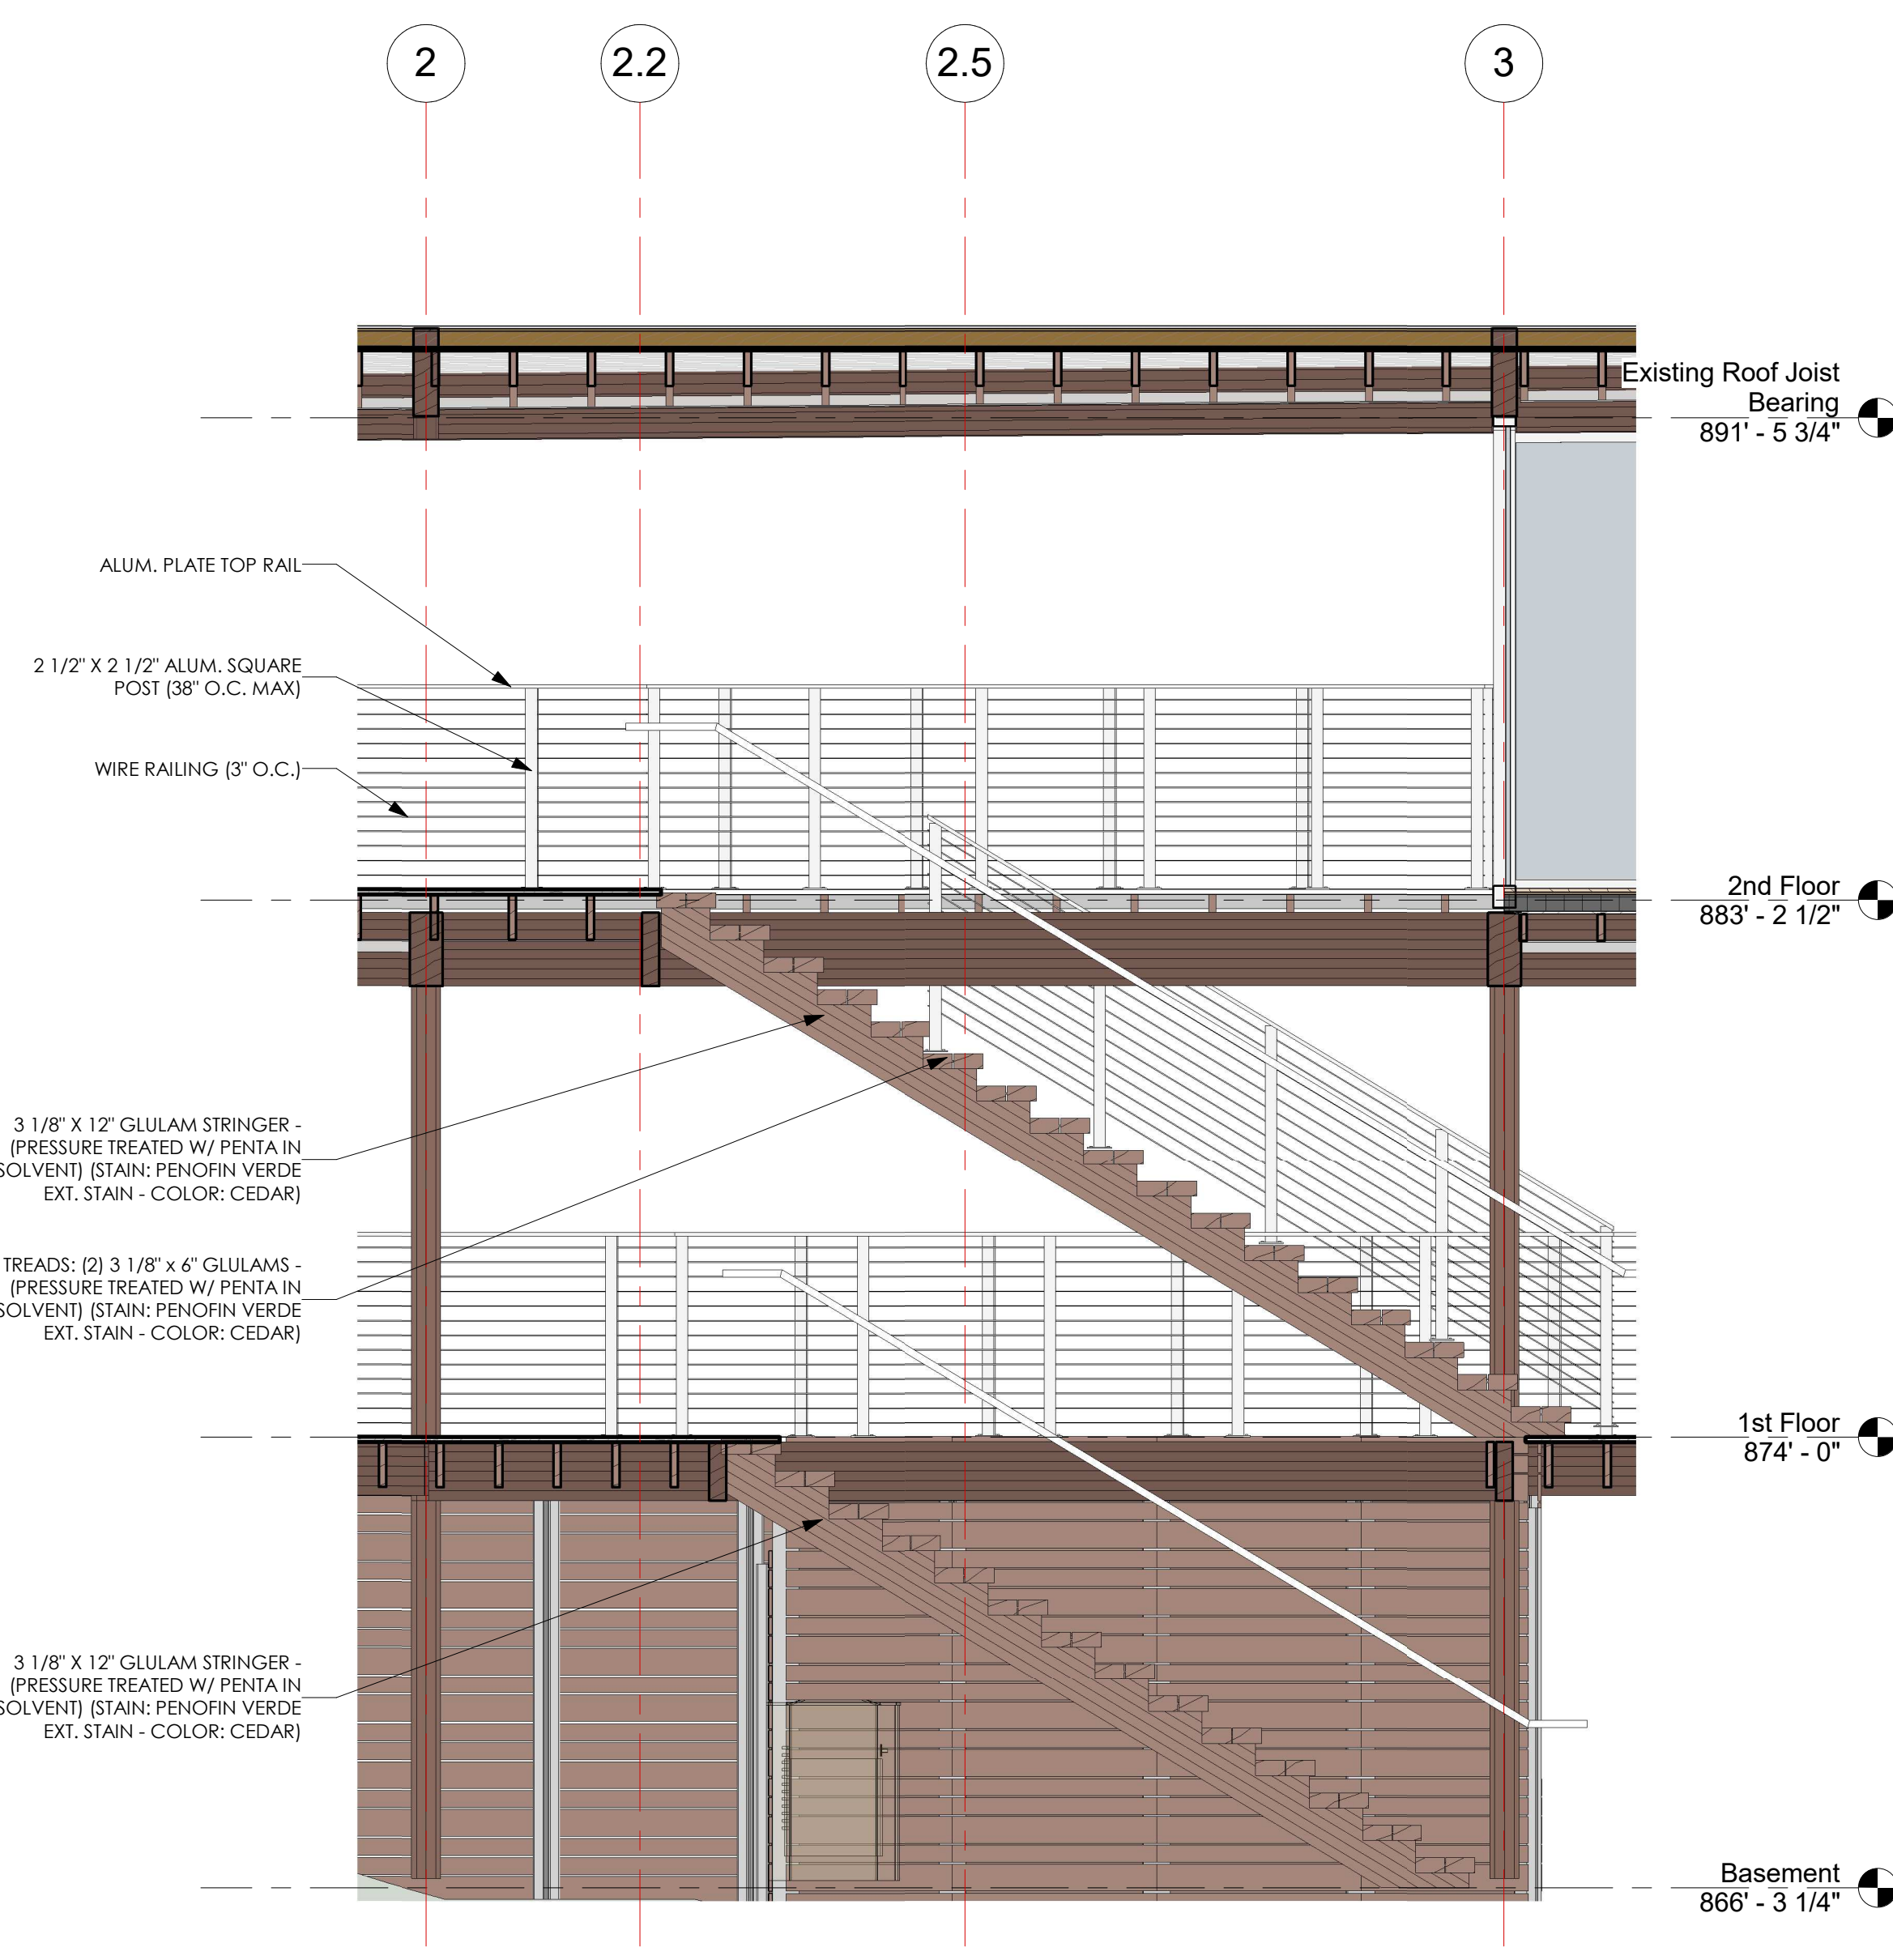 2
2.2
2.5
3
Existing Roof Joist
Bearing
891' - 5 3/4"
ALUM. PLATE TOP RAIL
2 1/2" X 2 1/2" ALUM. SQUARE
POST (38" O.C. MAX)
WIRE RAILING (3" O.C.)
2nd Floor
883' - 2 1/2"
3 1/8" X 12" GLULAM STRINGER -
(PRESSURE TREATED W/ PENTA IN
SOLVENT) (STAIN: PENOFIN VERDE
EXT. STAIN - COLOR: CEDAR)
TREADS: (2) 3 1/8" x 6" GLULAMS -
(PRESSURE TREATED W/ PENTA IN
SOLVENT) (STAIN: PENOFIN VERDE
EXT. STAIN - COLOR: CEDAR)
1st Floor
874' - 0"
3 1/8" X 12" GLULAM STRINGER -
(PRESSURE TREATED W/ PENTA IN
SOLVENT) (STAIN: PENOFIN VERDE
EXT. STAIN - COLOR: CEDAR)
Basement
866' - 3 1/4"